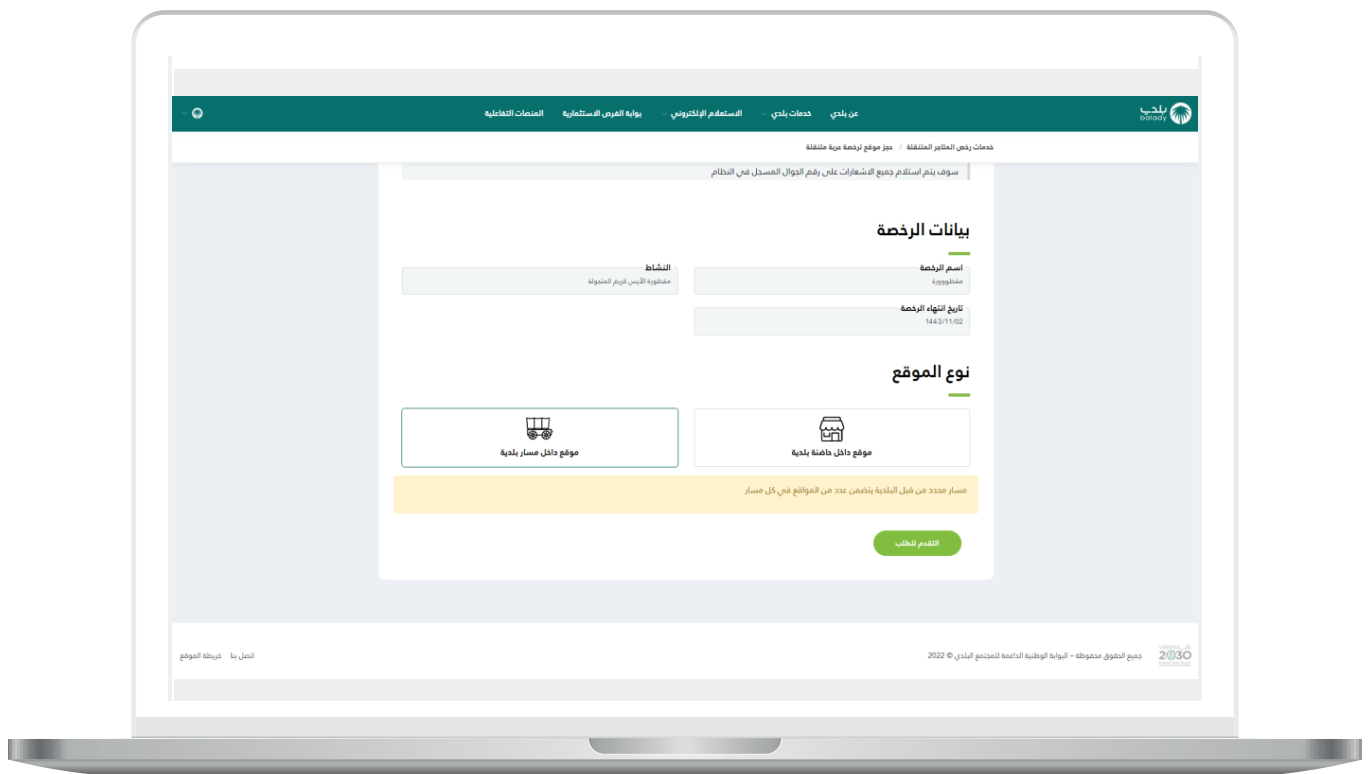 بلدي
balady
عن بلدي
خدمات بلدي
الاستعلام الإلكتروني
بوابة الفرص الاستثمارية
المنصات التفاعلية
خدمات رخص المتاجر المتنقلة / حجز موقع لرخصة عربة متنقلة
سوف يتم استلام جميع الاشعارات على رقم الجوال المسجل في النظام
بيانات الرخصة
اسم الرخصة
مقطوورة
النشاط
مقطورة الآيس كريم المتجولة
تاريخ انتهاء الرخصة
1443/11/02
نوع الموقع
موقع داخل حاضنة بلدية
موقع داخل مسار بلدية
مسار محدد من قبل البلدية يتضمن عدد من المواقع في كل مسار
التقدم للطلب
2030
جميع الحقوق محفوظة – البوابة الوطنية الداعمة للمجتمع البلدي © 2022
اتصل بنا
خريطة الموقع